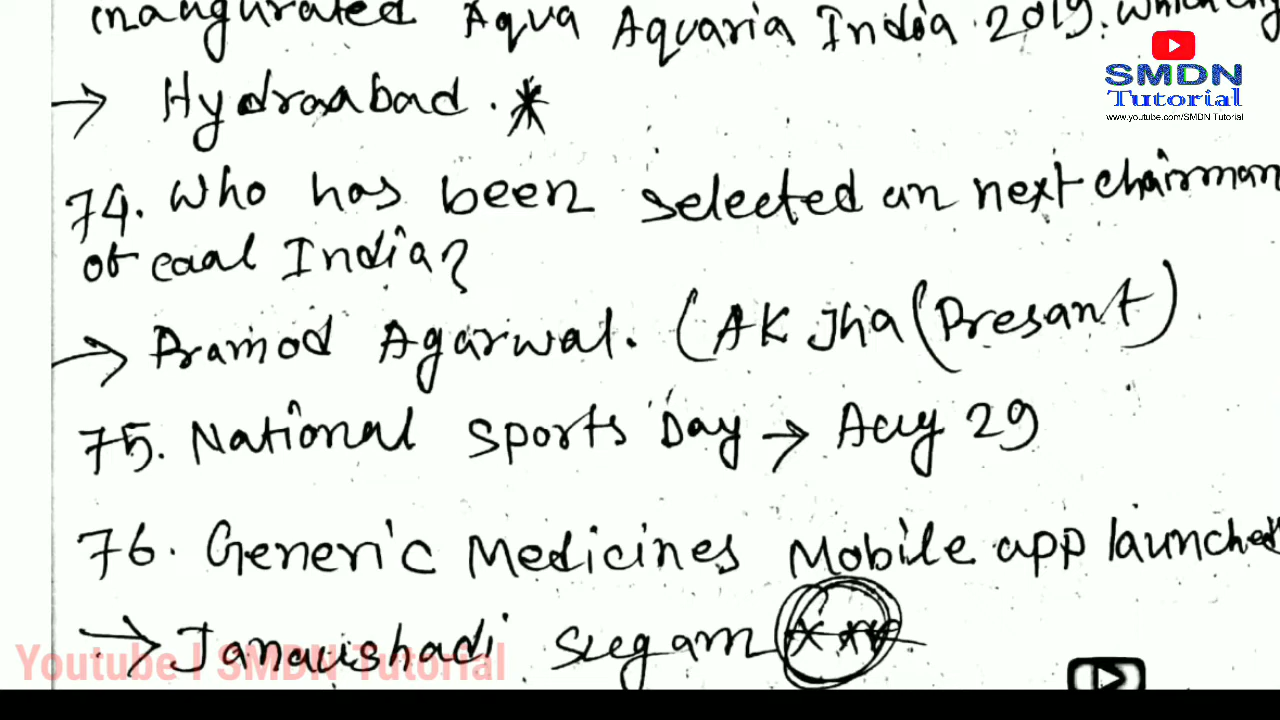 inaugurated Aqua Aquaria India 2019. Which city
SMDN
Tutorial
www.youtube.com/SMDN Tutorial
→ Hydraabad. *
74. Who has been selected an next chairman
of caal India?
→ Pramod Agarwal. (AK Jha (Presant)
75. National Sports Day → Aug 29
76. Generic Medicines Mobile app launched
→ Janaushadi Sugam
Youtube | SMDN Tutorial